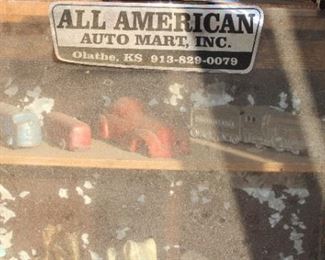 ALL AMERICAN
AUTO MART, INC.
Olathe, KS 913-829-0079